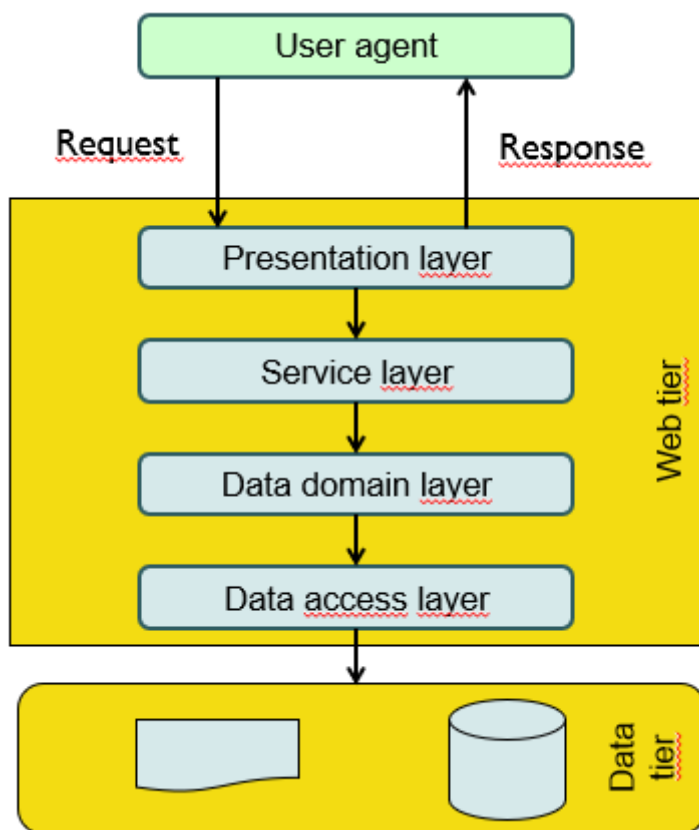 User agent
Request
Response
Presentation layer
Service layer
Web tier
Data domain layer
Data access layer
Data
tier